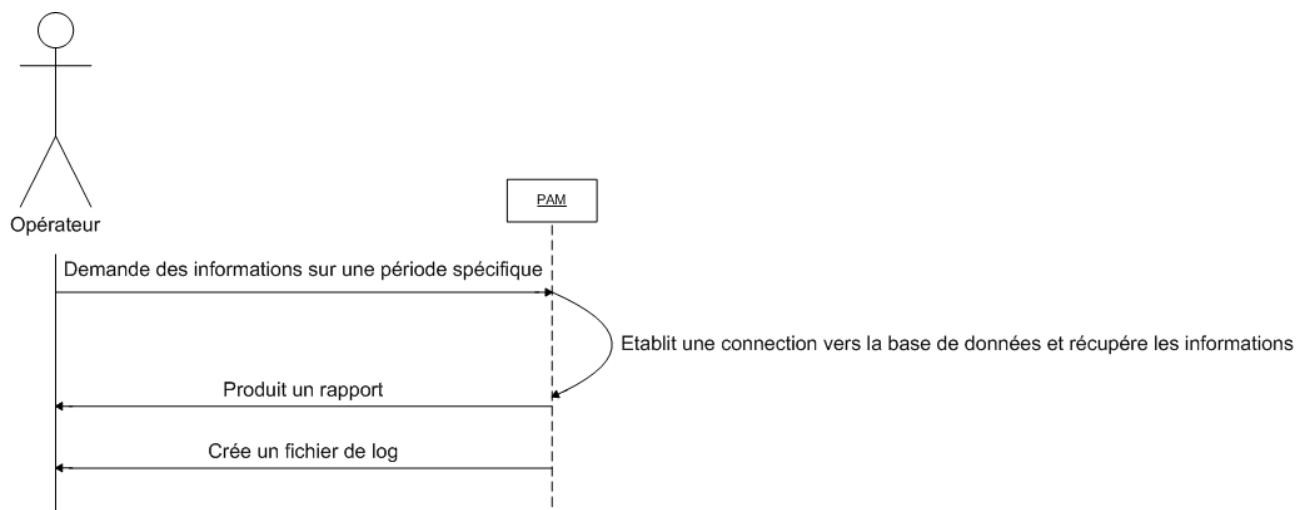 PAM
Opérateur
Demande des informations sur une période spécifique
Etablit une connection vers la base de données et récupére les informations
Produit un rapport
Crée un fichier de log